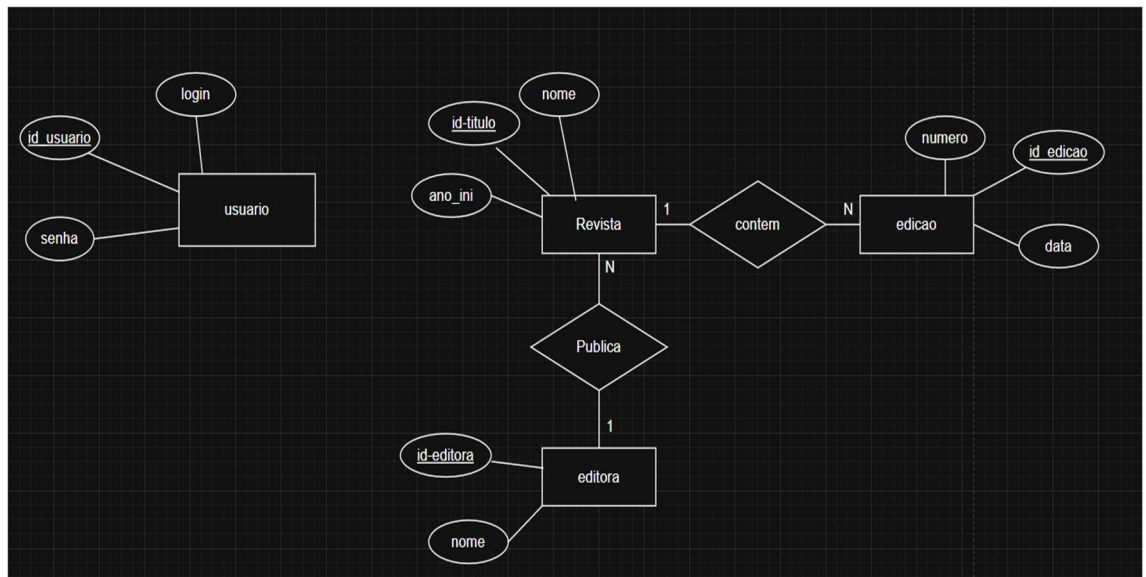 login
id_usuario
usuario
senha
nome
id-titulo
ano_ini
Revista
1
contem
N
edicao
numero
id_edicao
data
N
Publica
1
id-editora
editora
nome